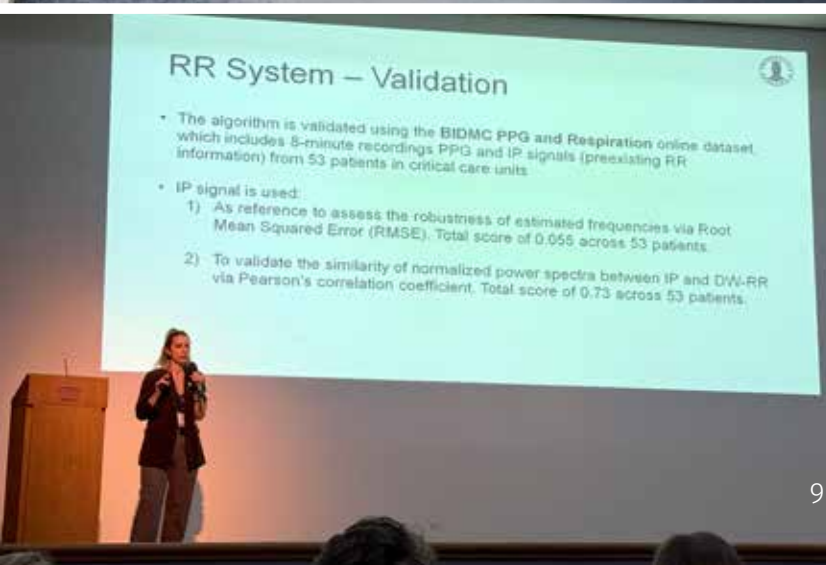 RR System – Validation
• The algorithm is validated using the BIDMC PPG and Respiration online dataset,
which includes 8-minute recordings PPG and IP signals (preexisting RR
information) from 53 patients in critical care units
• IP signal is used:
1) As reference to assess the robustness of estimated frequencies via Root
Mean Squared Error (RMSE). Total score of 0.055 across 53 patients.
2) To validate the similarity of normalized power spectra between IP and DW-RR
via Pearson's correlation coefficient. Total score of 0.73 across 53 patients.
9